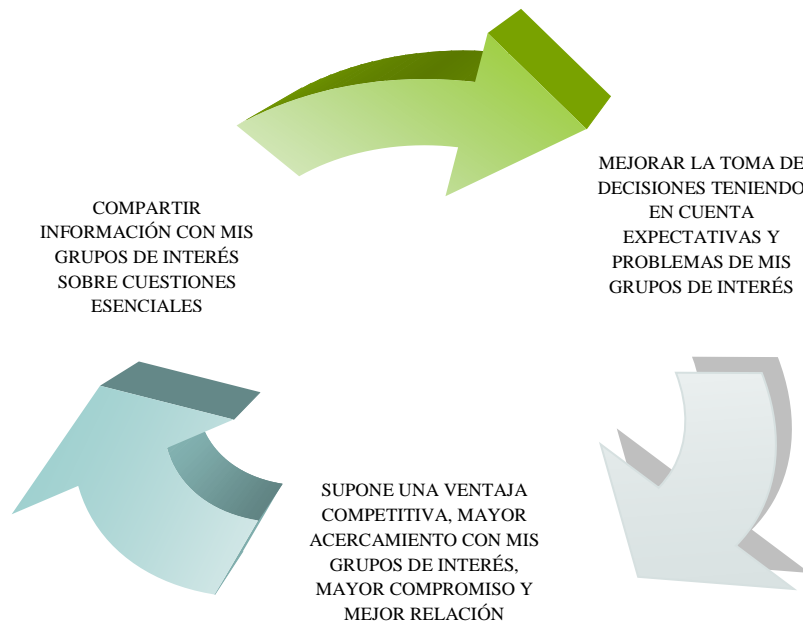 COMPARTIR
INFORMACIÓN CON MIS
GRUPOS DE INTERÉS
SOBRE CUESTIONES
ESENCIALES
MEJORAR LA TOMA DE
DECISIONES TENIENDO
EN CUENTA
EXPECTATIVAS Y
PROBLEMAS DE MIS
GRUPOS DE INTERÉS
SUPONE UNA VENTAJA
COMPETITIVA, MAYOR
ACERCAMIENTO CON MIS
GRUPOS DE INTERÉS,
MAYOR COMPROMISO Y
MEJOR RELACIÓN